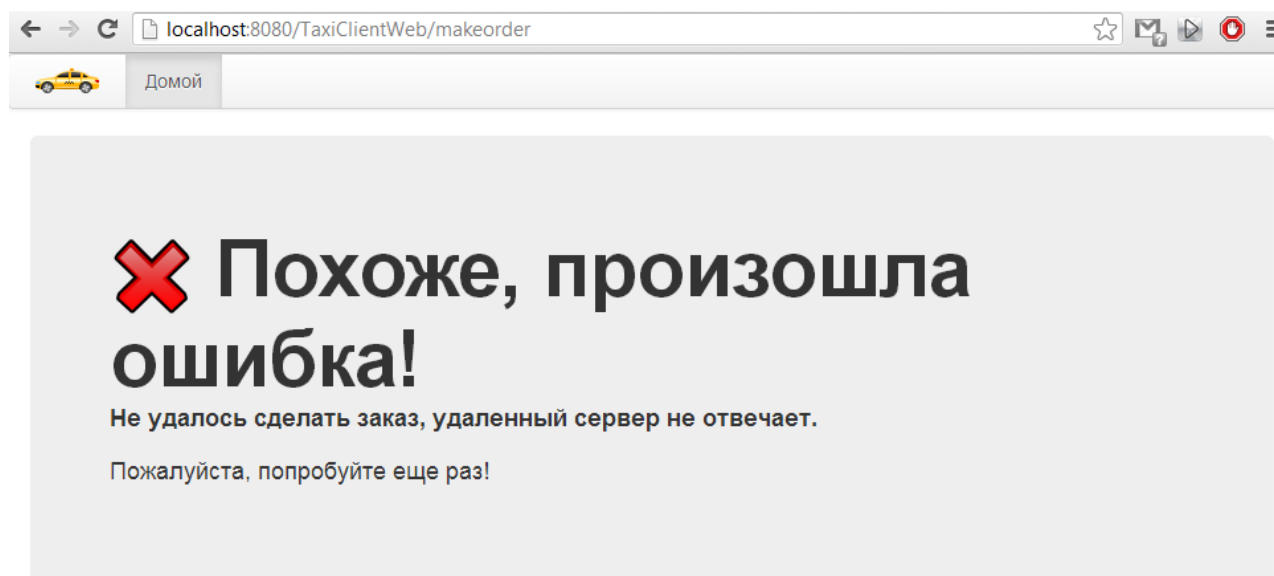 localhost:8080/TaxiClientWeb/makeorder
Домой
Похоже, произошла
ошибка!
Не удалось сделать заказ, удаленный сервер не отвечает.
Пожалуйста, попробуйте еще раз!